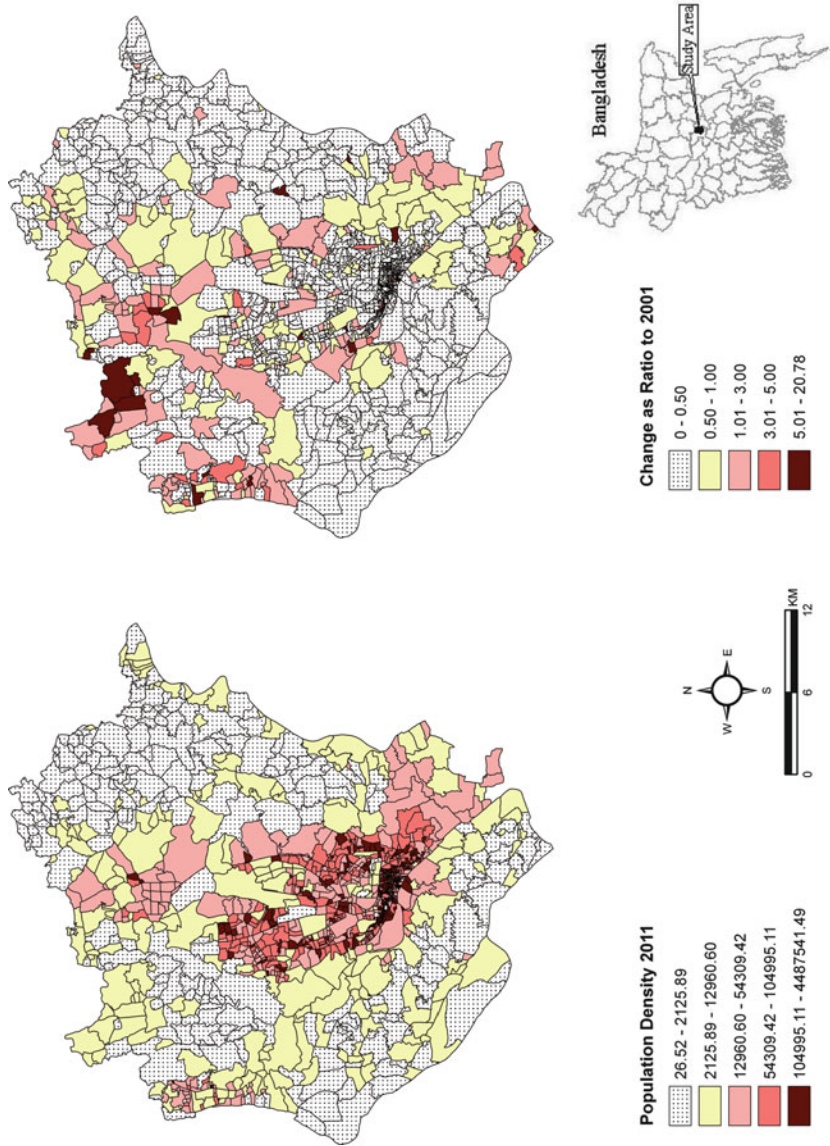 Population Density 2011
26.52 - 2125.89
2125.89 - 12960.60
12960.60 - 54309.42
54309.42 - 104995.11
104995.11 - 4487541.49
N
W
E
S
0
6
12
KM
Change as Ratio to 2001
0 - 0.50
0.50 - 1.00
1.01 - 3.00
3.01 - 5.00
5.01 - 20.78
Bangladesh
Study Area